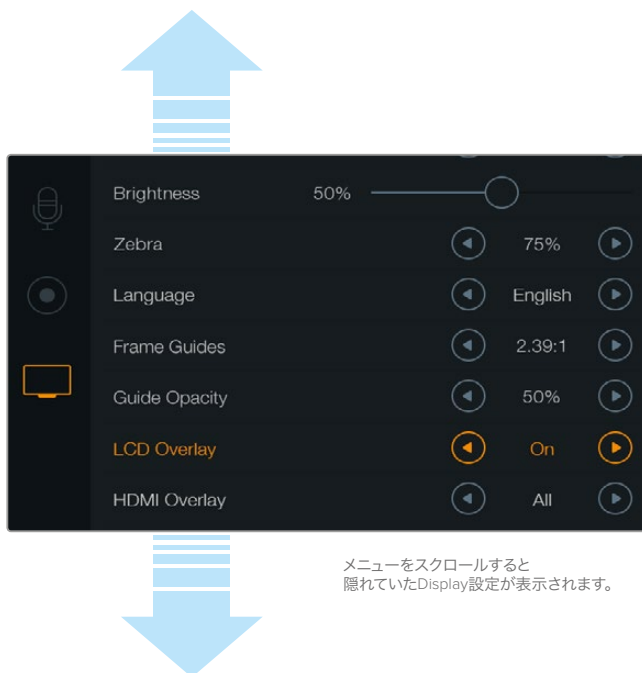 Brightness 50%
Zebra 75%
Language English
Frame Guides 2.39:1
Guide Opacity 50%
LCD Overlay On
HDMI Overlay All
メニューをスクロールすると
隠れていたDisplay設定が表示されます。